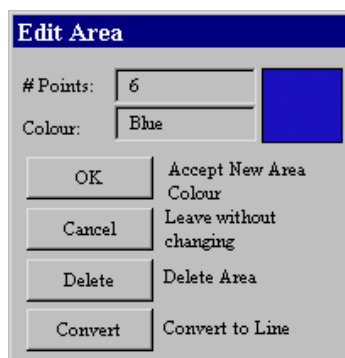 Edit Area
# Points: 6
Colour: Blue
OK Accept New Area
Colour
Cancel Leave without
changing
Delete Delete Area
Convert Convert to Line